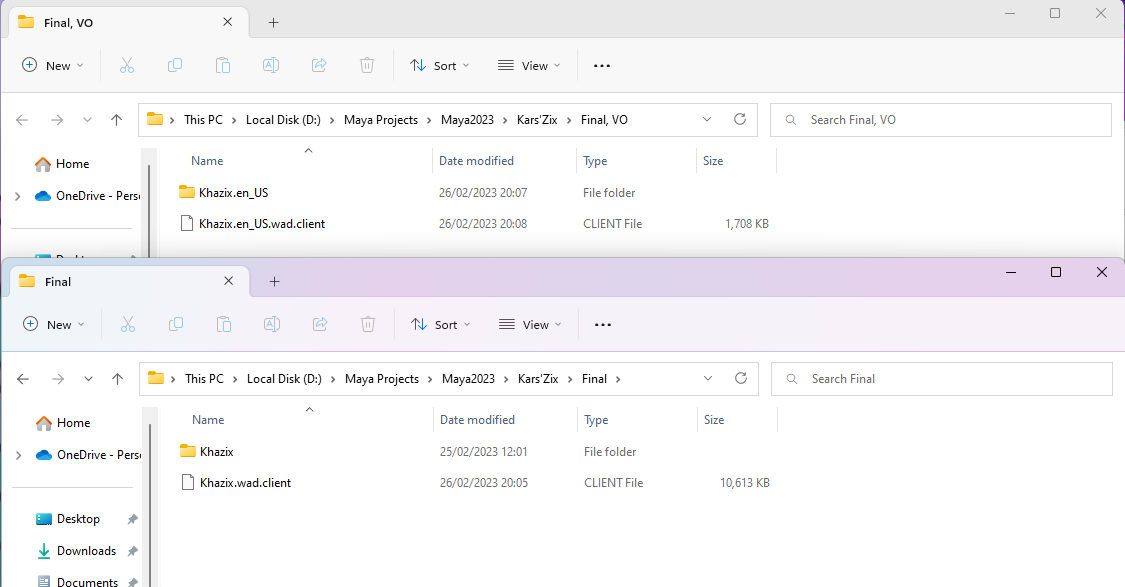 Final, VO
New Sort View
This PC > Local Disk (D:) > Maya Projects > Maya2023 > Kars'Zix > Final, VO Search Final, VO
Home
OneDrive - Pers
Name Date modified Type Size
Khazix.en_US 26/02/2023 20:07 File folder
Khazix.en_US.wad.client 26/02/2023 20:08 CLIENT File 1,708 KB
Final
New Sort View
This PC > Local Disk (D:) > Maya Projects > Maya2023 > Kars'Zix > Final > Search Final
Home
OneDrive - Pers
Desktop
Downloads
Documents
Name Date modified Type Size
Khazix 25/02/2023 12:01 File folder
Khazix.wad.client 26/02/2023 20:05 CLIENT File 10,613 KB